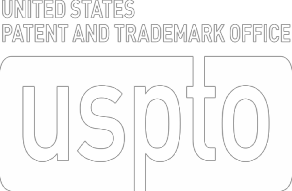 UNITED STATES
PATENT AND TRADEMARK OFFICE
uspto